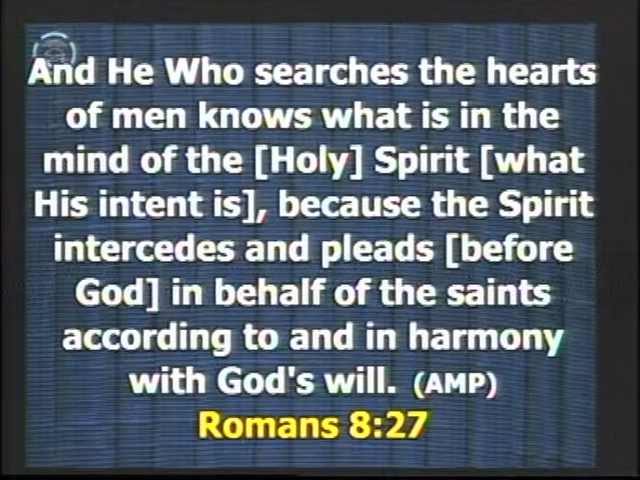 And He Who searches the hearts
of men knows what is in the
mind of the [Holy] Spirit [what
His intent is], because the Spirit
intercedes and pleads [before
God] in behalf of the saints
according to and in harmony
with God's will. (AMP)
Romans 8:27